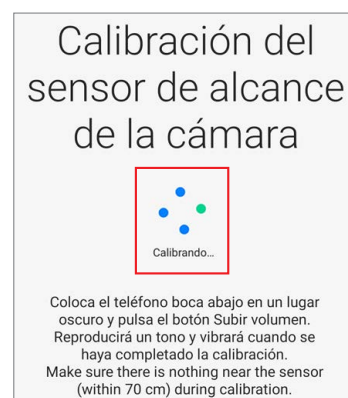 Calibración del
sensor de alcance
de la cámara
Calibrando...
Coloca el teléfono boca abajo en un lugar
oscuro y pulsa el botón Subir volumen.
Reproducirá un tono y vibrará cuando se
haya completado la calibración.
Make sure there is nothing near the sensor
(within 70 cm) during calibration.